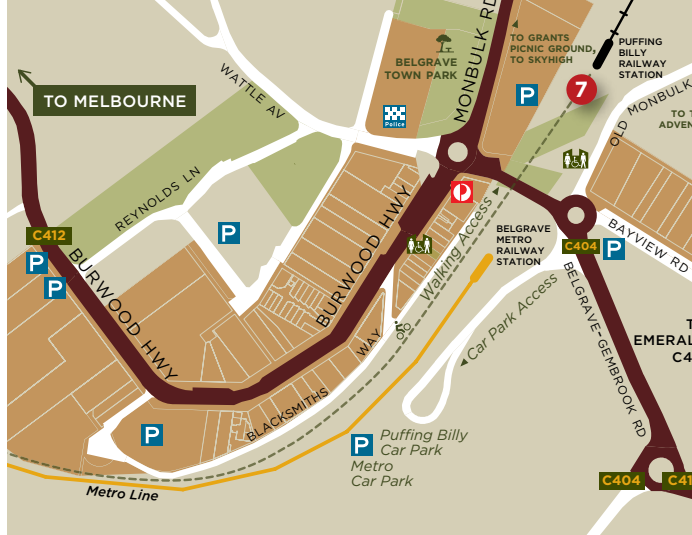 MONBULK RD
TO GRANTS
PICNIC GROUND,
TO SKYHIGH
PUFFING
BILLY
RAILWAY
STATION
BELGRAVE
TOWN PARK
WATTLE AV
TO MELBOURNE
P
7
Police
OLD MONBULK
REYNOLDS LN
C412
P
P
P
BURWOOD HWY
BURWOOD HWY
Walking Access
BELGRAVE
METRO
RAILWAY
STATION
C404
P
BAYVIEW RD
BELGRAVE-GEMBROOK RD
Car Park Access
EMERAL
C4
WAY
BLACKSMITHS
P
P
Puffing Billy
Car Park
Metro
Car Park
Metro Line
C404
C41